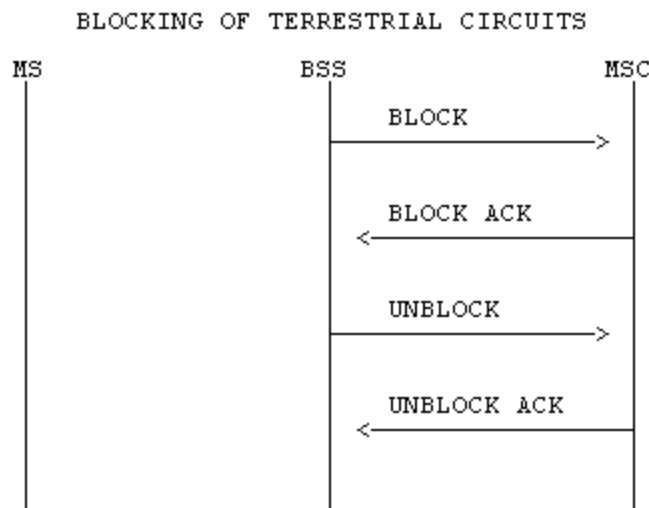 BLOCKING OF TERRESTRIAL CIRCUITS
MS BSS MSC
BLOCK
BLOCK ACK
UNBLOCK
UNBLOCK ACK